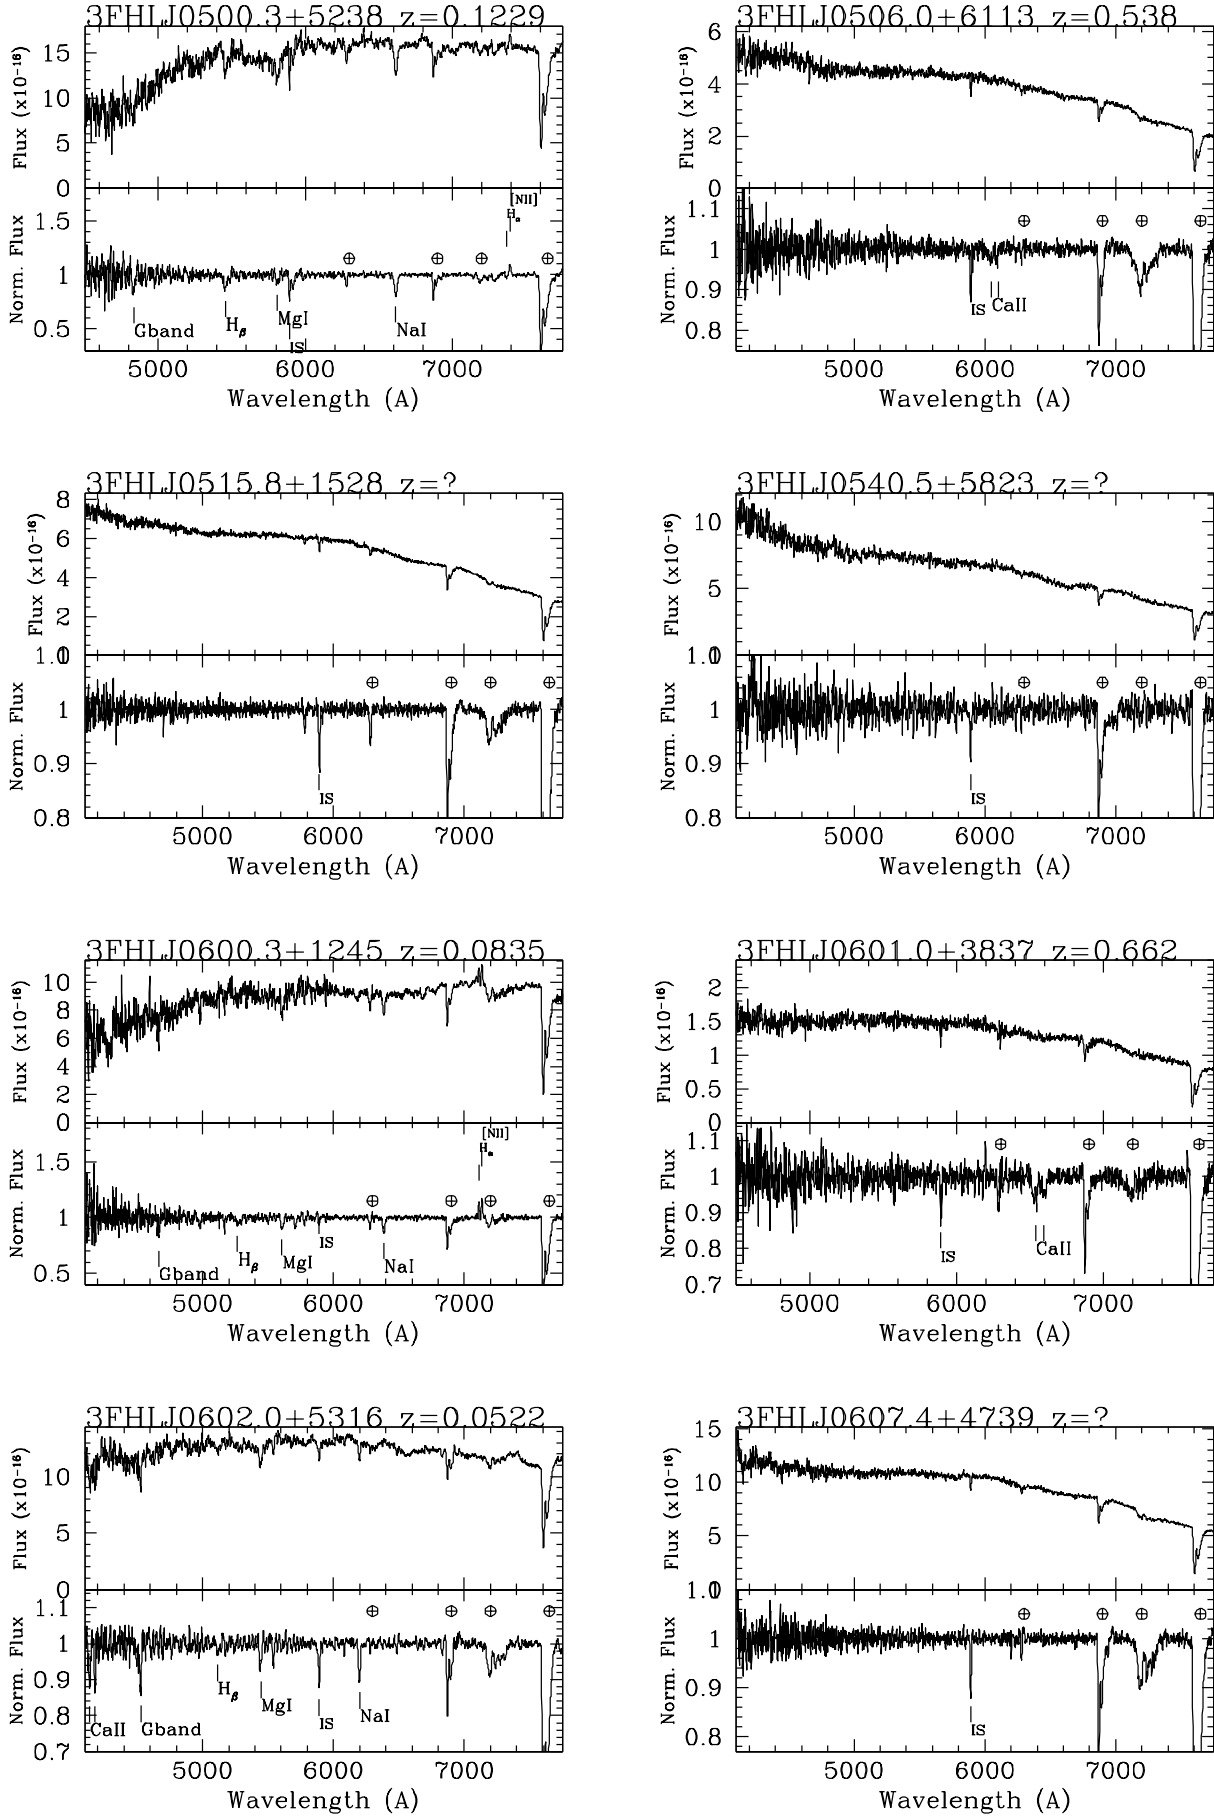 3FHLJ0500.3+5238 z=0.1229
15
10
5
0
Flux (x10⁻¹⁶)
1.5
1
0.5
Norm. Flux
[NII]
Hα
⊕ ⊕ ⊕ ⊕
Gband
Hβ
MgI
IS
NaI
5000 6000 7000
Wavelength (A)
3FHLJ0506.0+6113 z=0.538
6
4
2
0
Flux (x10⁻¹⁶)
1.1
1
0.9
0.8
Norm. Flux
⊕ ⊕ ⊕ ⊕
IS
CaII
5000 6000 7000
Wavelength (A)
3FHLJ0515.8+1528 z=?
8
6
4
2
0
Flux (x10⁻¹⁶)
1.1
1
0.9
0.8
Norm. Flux
⊕ ⊕ ⊕ ⊕
IS
5000 6000 7000
Wavelength (A)
3FHLJ0540.5+5823 z=?
10
5
0
Flux (x10⁻¹⁶)
1.1
1
0.9
0.8
Norm. Flux
⊕ ⊕ ⊕ ⊕
IS
5000 6000 7000
Wavelength (A)
3FHLJ0600.3+1245 z=0.0835
10
8
6
4
2
0
Flux (x10⁻¹⁶)
1.5
1
0.5
Norm. Flux
[NII]
Hα
⊕ ⊕ ⊕ ⊕
Gband
Hβ
MgI
IS
NaI
5000 6000 7000
Wavelength (A)
3FHLJ0601.0+3837 z=0.662
2
1.5
1
0.5
0
Flux (x10⁻¹⁶)
1.1
1
0.9
0.8
0.7
Norm. Flux
⊕ ⊕ ⊕ ⊕
IS
CaII
5000 6000 7000
Wavelength (A)
3FHLJ0602.0+5316 z=0.0522
10
5
0
Flux (x10⁻¹⁶)
1.1
1
0.9
0.8
0.7
Norm. Flux
⊕ ⊕ ⊕ ⊕
CaII
Gband
Hβ
MgI
IS
NaI
5000 6000 7000
Wavelength (A)
3FHLJ0607.4+4739 z=?
15
10
5
0
Flux (x10⁻¹⁶)
1.1
1
0.9
0.8
Norm. Flux
⊕ ⊕ ⊕ ⊕
IS
5000 6000 7000
Wavelength (A)